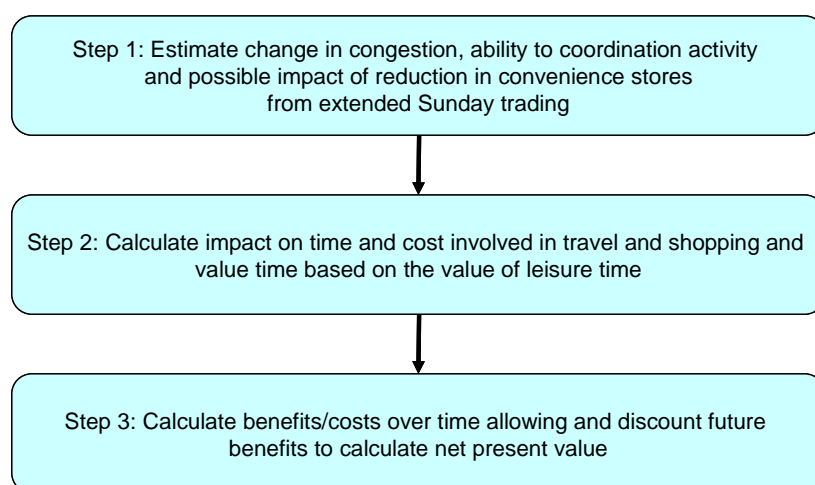 Step 1: Estimate change in congestion, ability to coordination activity
and possible impact of reduction in convenience stores
from extended Sunday trading
Step 2: Calculate impact on time and cost involved in travel and shopping and
value time based on the value of leisure time
Step 3: Calculate benefits/costs over time allowing and discount future
benefits to calculate net present value